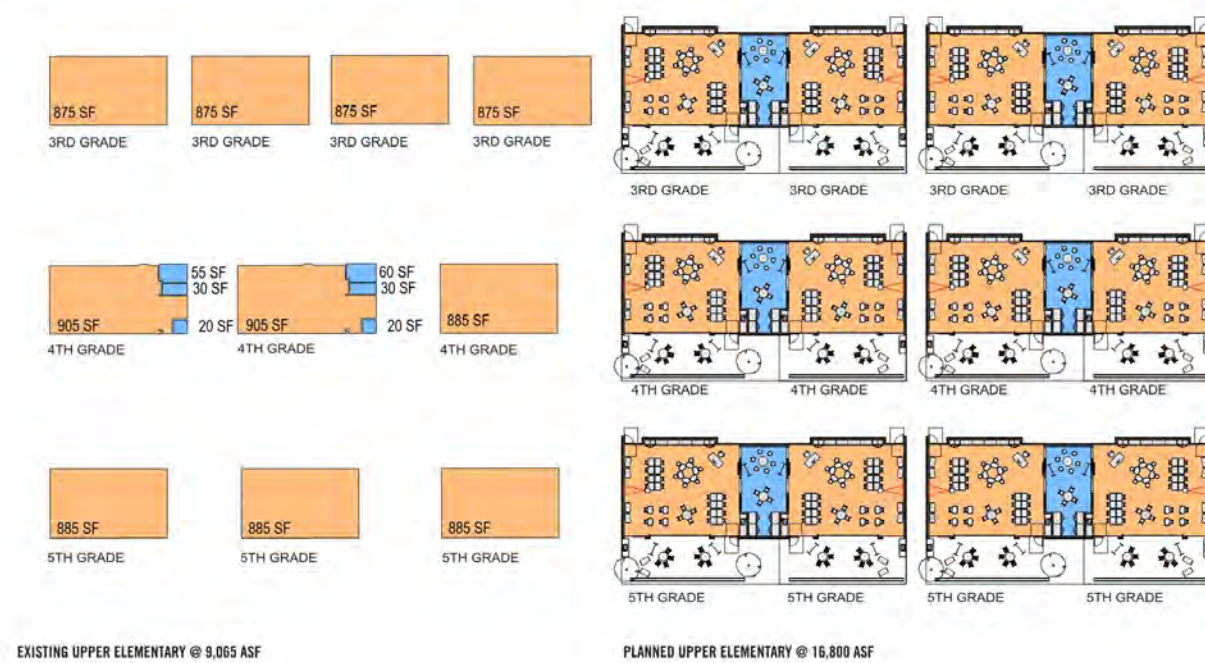 875 SF 875 SF 875 SF 875 SF
3RD GRADE 3RD GRADE 3RD GRADE 3RD GRADE
3RD GRADE 3RD GRADE 3RD GRADE 3RD GRADE
55 SF 60 SF
30 SF 30 SF
905 SF 20 SF 905 SF 20 SF 885 SF
4TH GRADE 4TH GRADE 4TH GRADE
4TH GRADE 4TH GRADE 4TH GRADE 4TH GRADE
885 SF 885 SF 885 SF
5TH GRADE 5TH GRADE 5TH GRADE
5TH GRADE 5TH GRADE 5TH GRADE 5TH GRADE
EXISTING UPPER ELEMENTARY @ 9,065 ASF
PLANNED UPPER ELEMENTARY @ 16,800 ASF